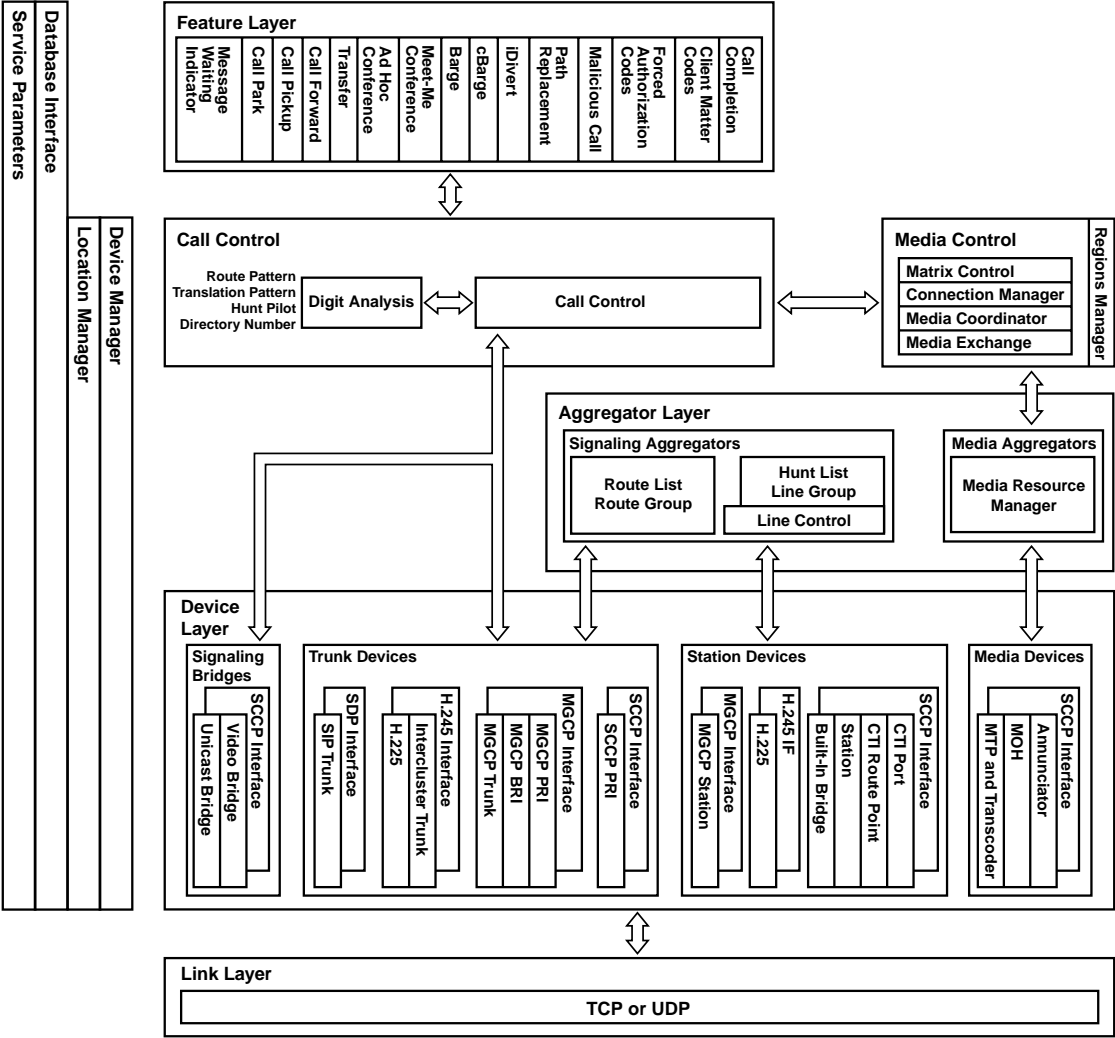 Service Parameters
Database Interface
Location Manager
Device Manager
Feature Layer
Message
Waiting
Indicator
Call Park
Call Pickup
Call Forward
Transfer
Ad Hoc
Conference
Meet-Me
Conference
Barge
cBarge
iDivert
Path
Replacement
Malicious Call
Forced
Authorization
Codes
Client Matter
Codes
Call
Completion
Call Control
Route Pattern
Translation Pattern
Hunt Pilot
Directory Number
Digit Analysis
Call Control
Media Control
Matrix Control
Connection Manager
Media Coordinator
Media Exchange
Regions Manager
Aggregator Layer
Signaling Aggregators
Route List
Route Group
Hunt List
Line Group
Line Control
Media Aggregators
Media Resource
Manager
Device
Layer
Signaling
Bridges
Unicast Bridge
Video Bridge
SCCP Interface
Trunk Devices
SIP Trunk
SDP Interface
H.225
Intercluster Trunk
H.245 Interface
MGCP Trunk
MGCP BRI
MGCP PRI
MGCP Interface
SCCP PRI
SCCP Interface
Station Devices
MGCP Station
MGCP Interface
H.225
H.245 IF
Built-In Bridge
Station
CTI Route Point
CTI Port
SCCP Interface
Media Devices
MTP and Transcoder
MOH
Annunciator
SCCP Interface
Link Layer
TCP or UDP